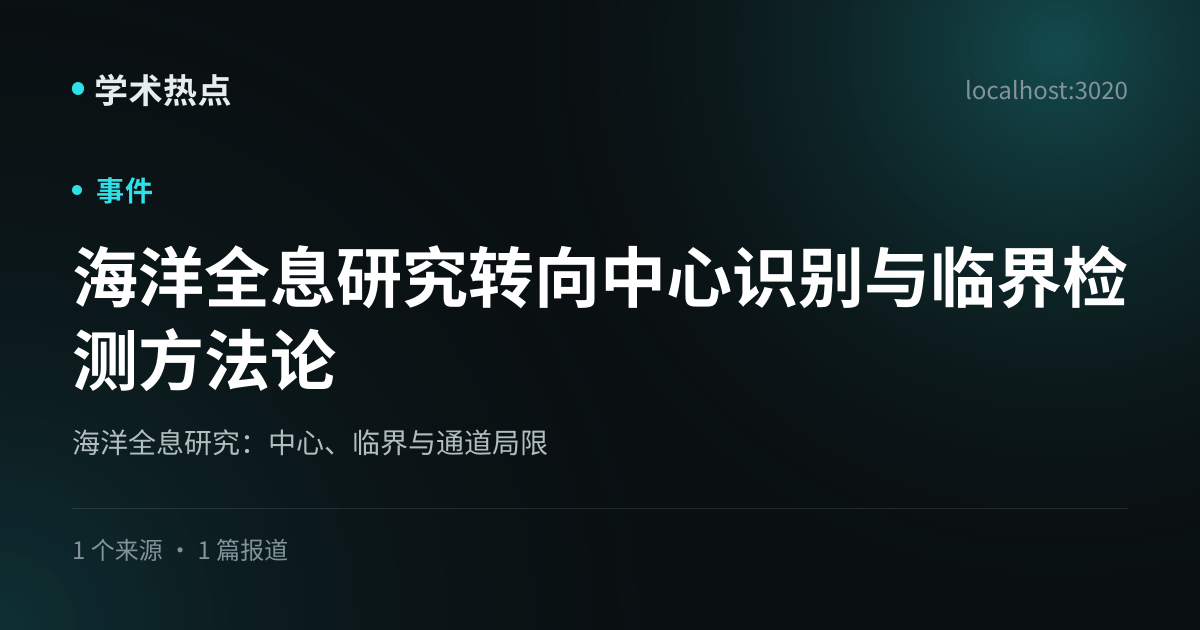 学术热点
localhost:3020
事件
海洋全息研究转向中心识别与临界检
测方法论
海洋全息研究：中心、临界与通道局限
1 个来源 · 1 篇报道